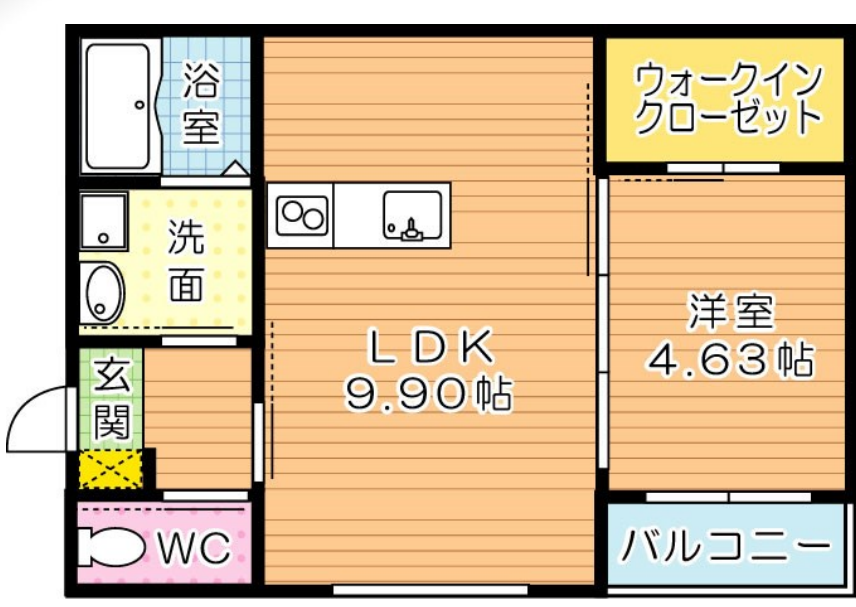 浴室
ウォークイン
クローゼット
洗面
洋室
4.63帖
LDK
9.90帖
玄関
WC
バルコニー